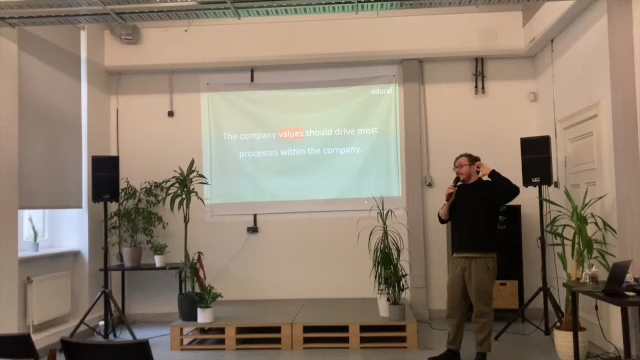 The company values should drive most
processes within the company.